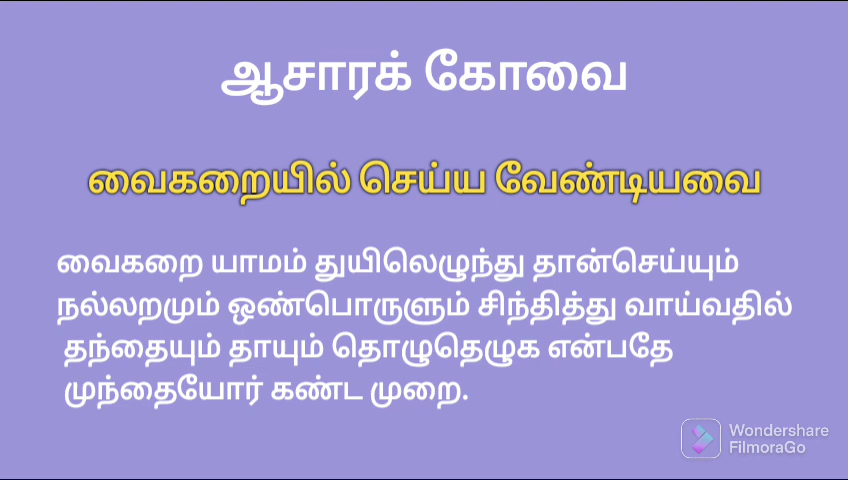 ஆசாரக் கோவை
வைகறையில் செய்ய வேண்டியவை
வைகறை யாமம் துயிலெழுந்து தான்செய்யும்
நல்லறமும் ஒண்பொருளும் சிந்தித்து வாய்வதில்
தந்தையும் தாயும் தொழுதெழுக என்பதே
முந்தையோர் கண்ட முறை.
Wondershare
FilmoraGo